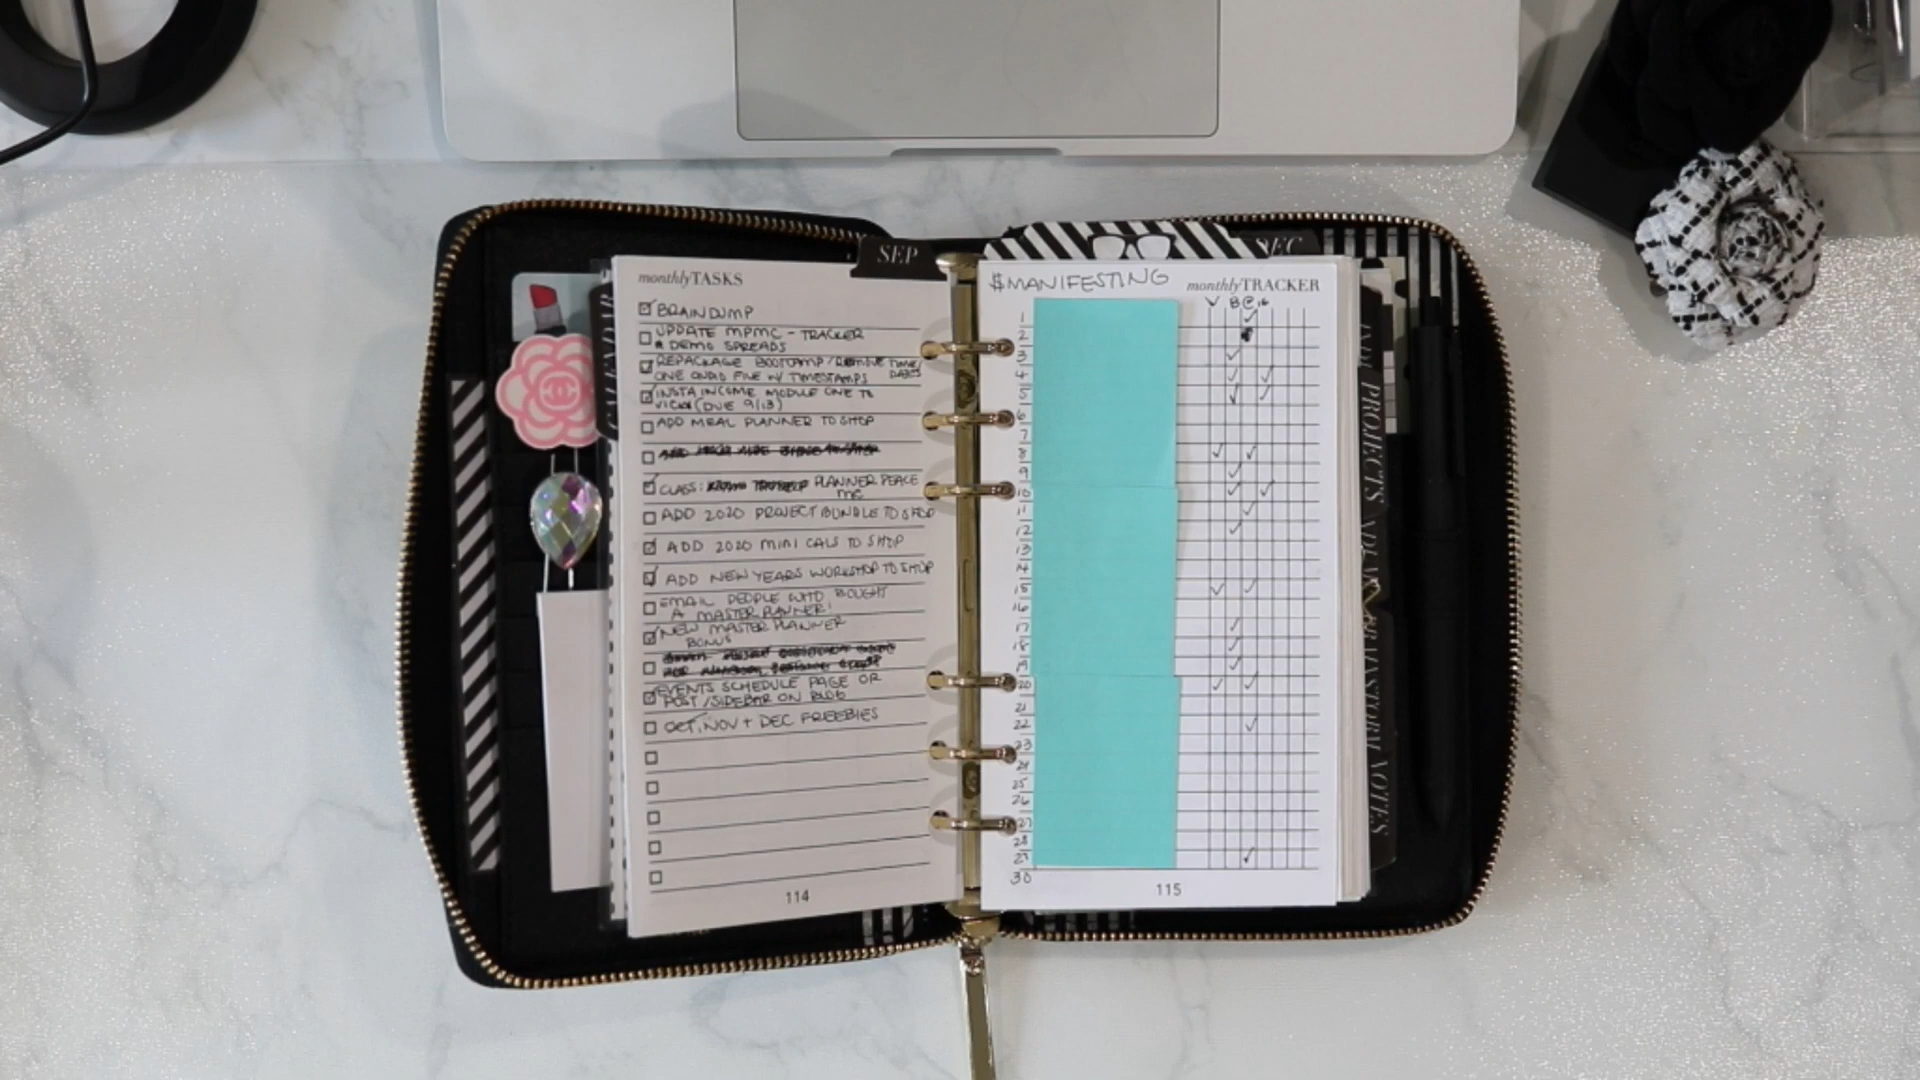 SEP
monthlyTASKS
BRAINDUMP
UPDATE MPMC - TRACKER
& DEMO SPREADS
REPACKAGE BOOTCAMP / REMOVE TIME/
DATES
ONE FILE W/ TIMESTAMPS
INSTA INCOME MODULE ONE TO
(DUE 9/13)
ADD MEAL PLANNER TO SHOP
CLASS: PLANNER PEACE
ADD 2020 PROJECT BUNDLE TO SHOP
ADD 2020 MINI CALS TO SHOP
ADD NEW YEARS WORKSHOP TO SHOP
EMAIL PEOPLE WHO BOUGHT
A MASTER PLANNER!
NEW MASTER PLANNER
BONUS
EVENTS SCHEDULE PAGE OR
POST / SIDEBAR ON BLOG
OCT, NOV + DEC FREEBIES
114
$MANIFESTING
monthlyTRACKER
V B @ 16
1
2
3
4
5
6
7
8
9
10
11
12
13
14
15
16
17
18
19
20
21
22
23
24
25
26
27
28
29
30
115
CALENDAR
PROJECTS
BRAINSTORM
NOTES